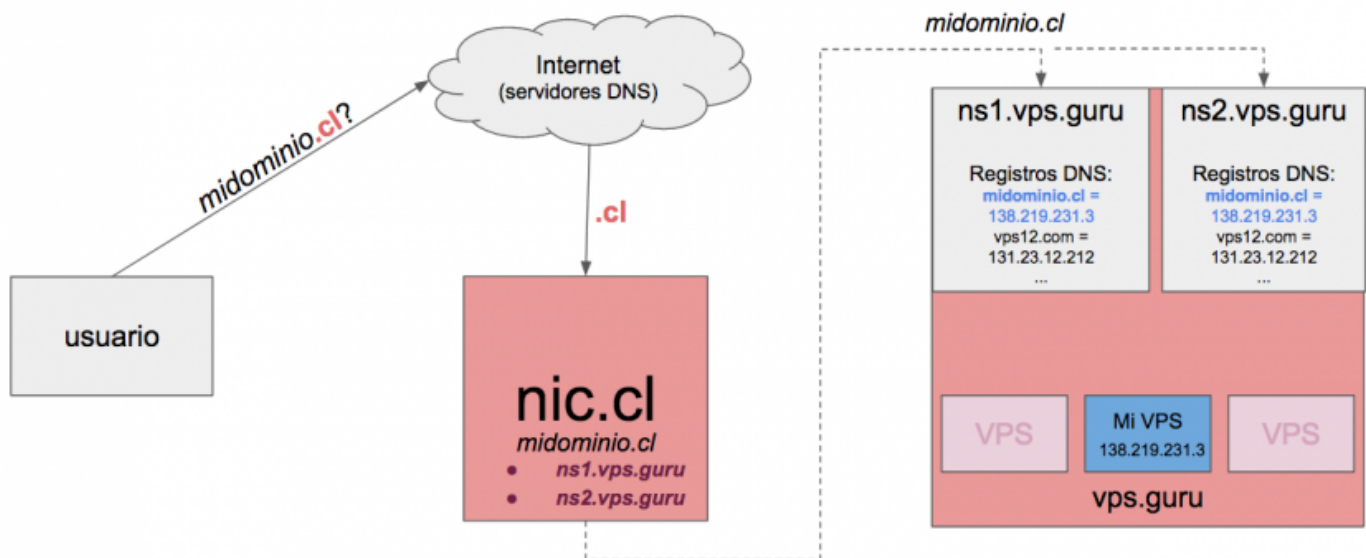 midominio.cl
Internet
(servidores DNS)
midominio.cl?
.cl
usuario
nic.cl
midominio.cl
● ns1.vps.guru
● ns2.vps.guru
ns1.vps.guru
Registros DNS:
midominio.cl =
138.219.231.3
vps12.com =
131.23.12.212
...
ns2.vps.guru
Registros DNS:
midominio.cl =
138.219.231.3
vps12.com =
131.23.12.212
...
VPS
Mi VPS
138.219.231.3
VPS
vps.guru